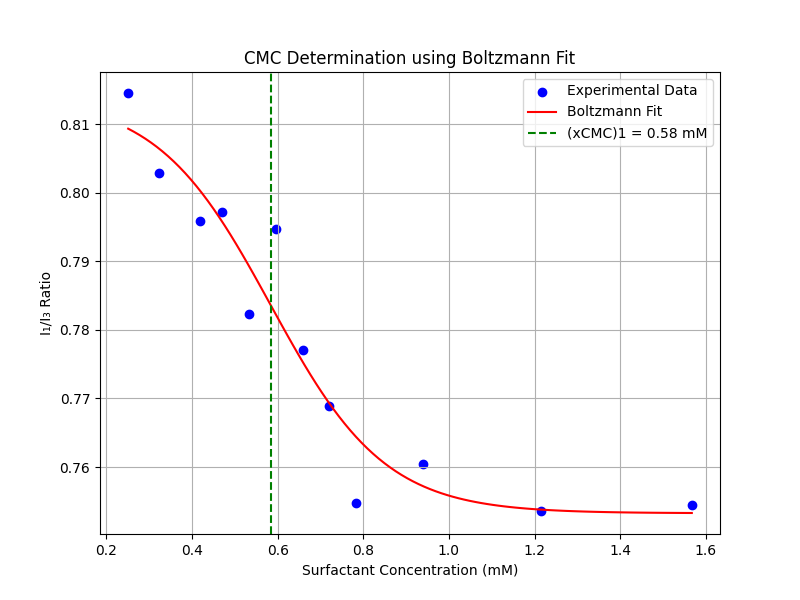 CMC Determination using Boltzmann Fit
Experimental Data
Boltzmann Fit
(xCMC)1 = 0.58 mM
I₁/I₃ Ratio
0.81
0.80
0.79
0.78
0.77
0.76
0.2 0.4 0.6 0.8 1.0 1.2 1.4 1.6
Surfactant Concentration (mM)